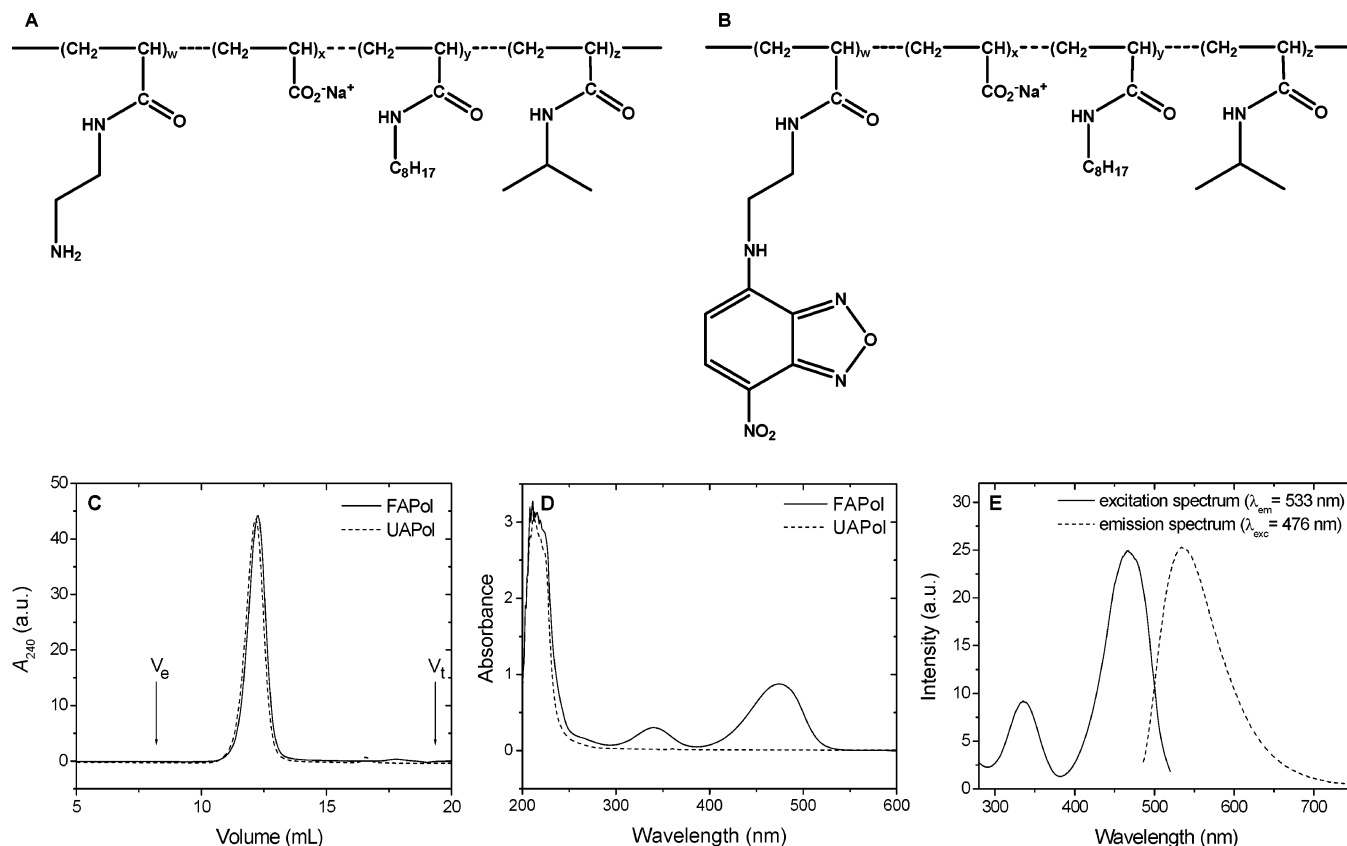 A
B
—(CH₂ CH)w----(CH₂ CH)x---(CH₂ CH)y----(CH₂ CH)z—
—(CH₂ CH)w----(CH₂ CH)x---(CH₂ CH)y----(CH₂ CH)z—
C O CO₂⁻Na⁺ C O C O
HN HN HN
C₈H₁₇
NH₂
C O CO₂⁻Na⁺ C O C O
HN HN HN
C₈H₁₇
NH
N
O
N
NO₂
C
FAPol
UAPol
A₂₄₀ (a.u.)
50
40
30
20
10
0
Vₑ
Vₜ
5 10 15 20
Volume (mL)
D
FAPol
UAPol
Absorbance
3
2
1
0
200 300 400 500 600
Wavelength (nm)
E
excitation spectrum (λem = 533 nm)
emission spectrum (λexc = 476 nm)
Intensity (a.u.)
30
25
20
15
10
5
0
300 400 500 600 700
Wavelength (nm)